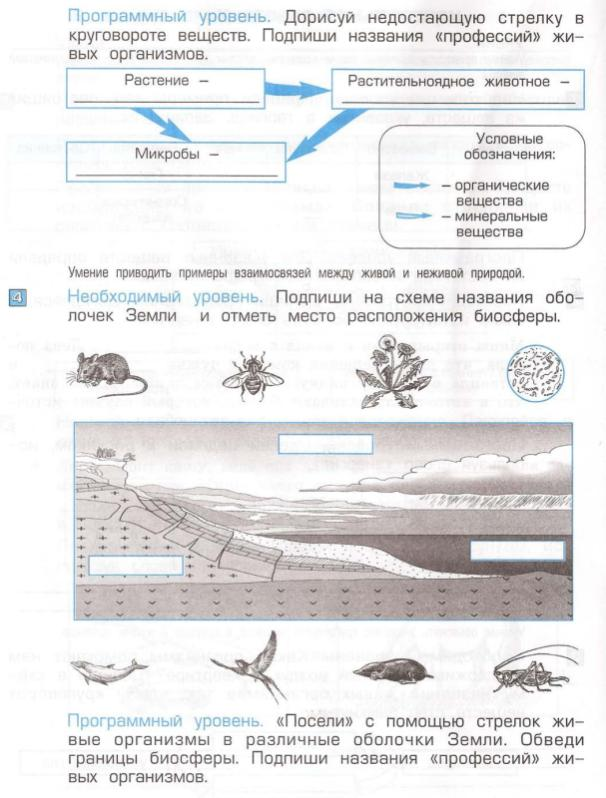 Программный уровень. Дорисуй недостающую стрелку в
круговороте веществ. Подпиши названия «профессий» жи-
вых организмов.
Растение –
Растительноядное животное –
Микробы –
Условные
обозначения:
– органические
вещества
– минеральные
вещества
Умение приводить примеры взаимосвязей между живой и неживой природой.
4 Необходимый уровень. Подпиши на схеме названия обо-
лочек Земли и отметь место расположения биосферы.
Программный уровень. «Посели» с помощью стрелок жи-
вые организмы в различные оболочки Земли. Обведи
границы биосферы. Подпиши названия «профессий» жи-
вых организмов.